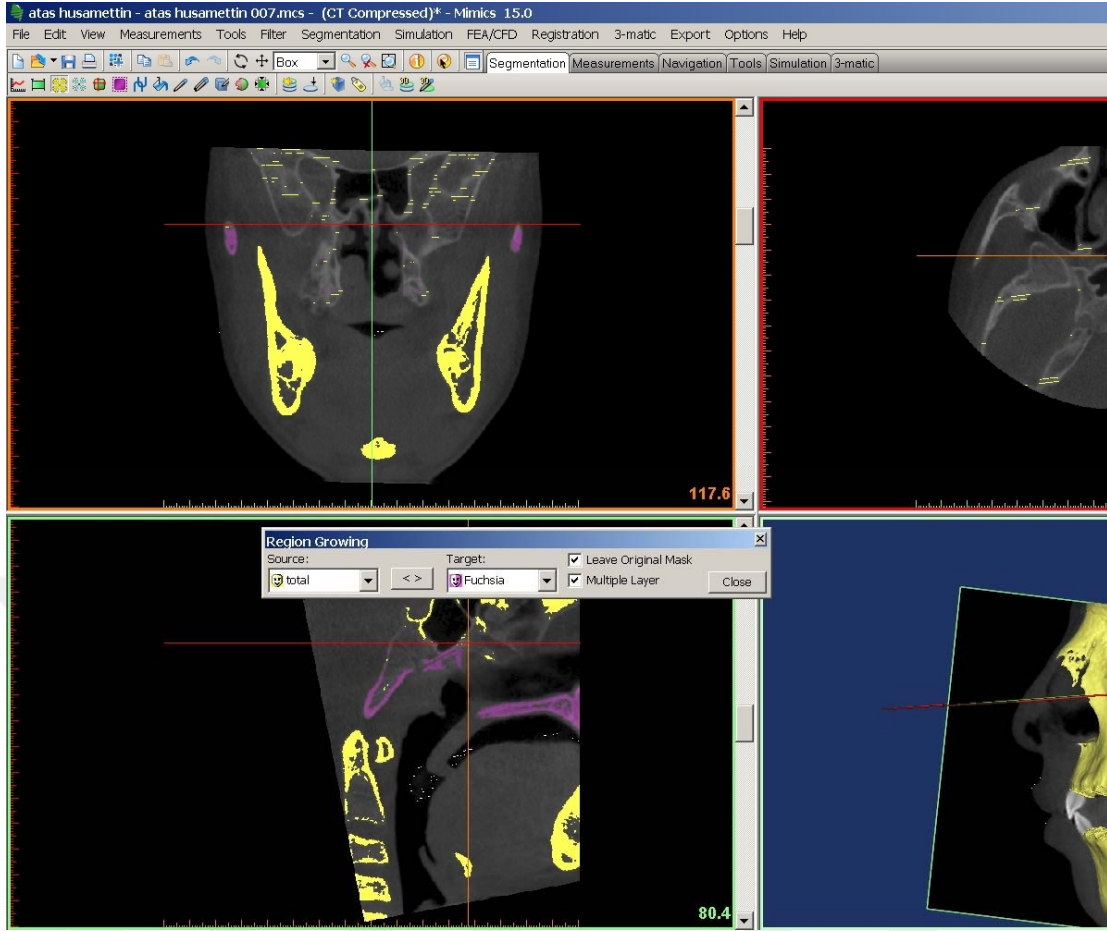 atas husamettin - atas husamettin 007.mcs - (CT Compressed)* - Mimics 15.0
File Edit View Measurements Tools Filter Segmentation Simulation FEA/CFD Registration 3-matic Export Options Help
Box Segmentation Measurements Navigation Tools Simulation 3-matic
117.6
Region Growing
Source: Target: Leave Original Mask
total < > Fuchsia Multiple Layer Close
80.4